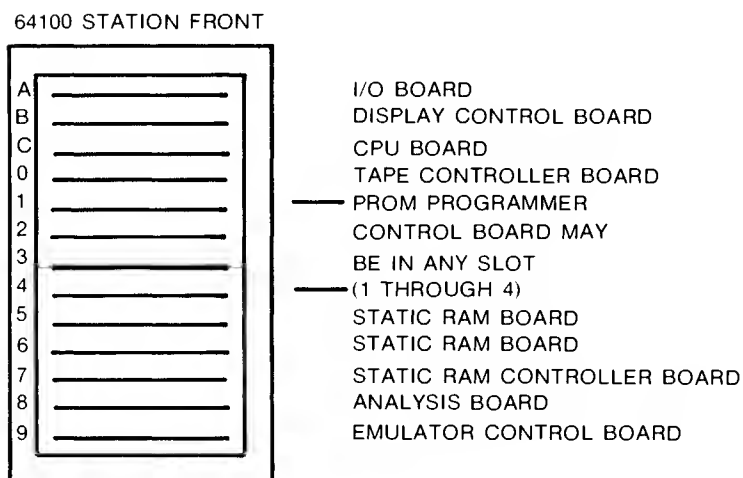 64100 STATION FRONT
A I/O BOARD
B DISPLAY CONTROL BOARD
C CPU BOARD
0 TAPE CONTROLLER BOARD
1 PROM PROGRAMMER
2 CONTROL BOARD MAY
3 BE IN ANY SLOT
4 (1 THROUGH 4)
5 STATIC RAM BOARD
6 STATIC RAM BOARD
7 STATIC RAM CONTROLLER BOARD
8 ANALYSIS BOARD
9 EMULATOR CONTROL BOARD